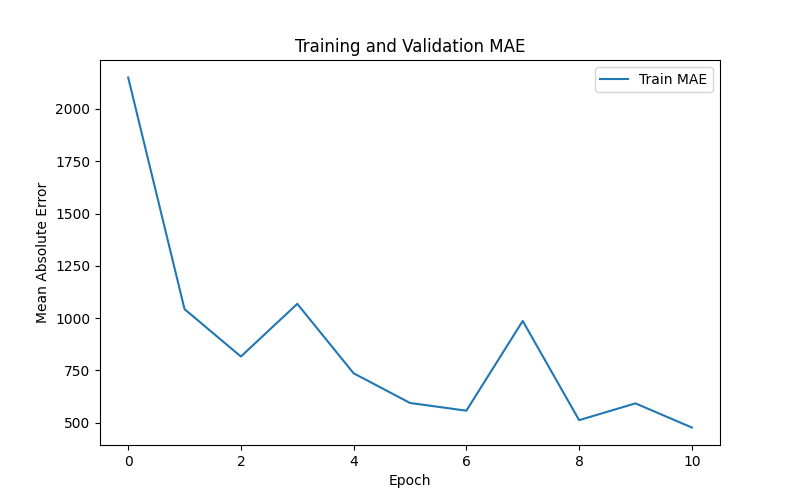 Training and Validation MAE
Train MAE
Mean Absolute Error
2000
1750
1500
1250
1000
750
500
0 2 4 6 8 10
Epoch